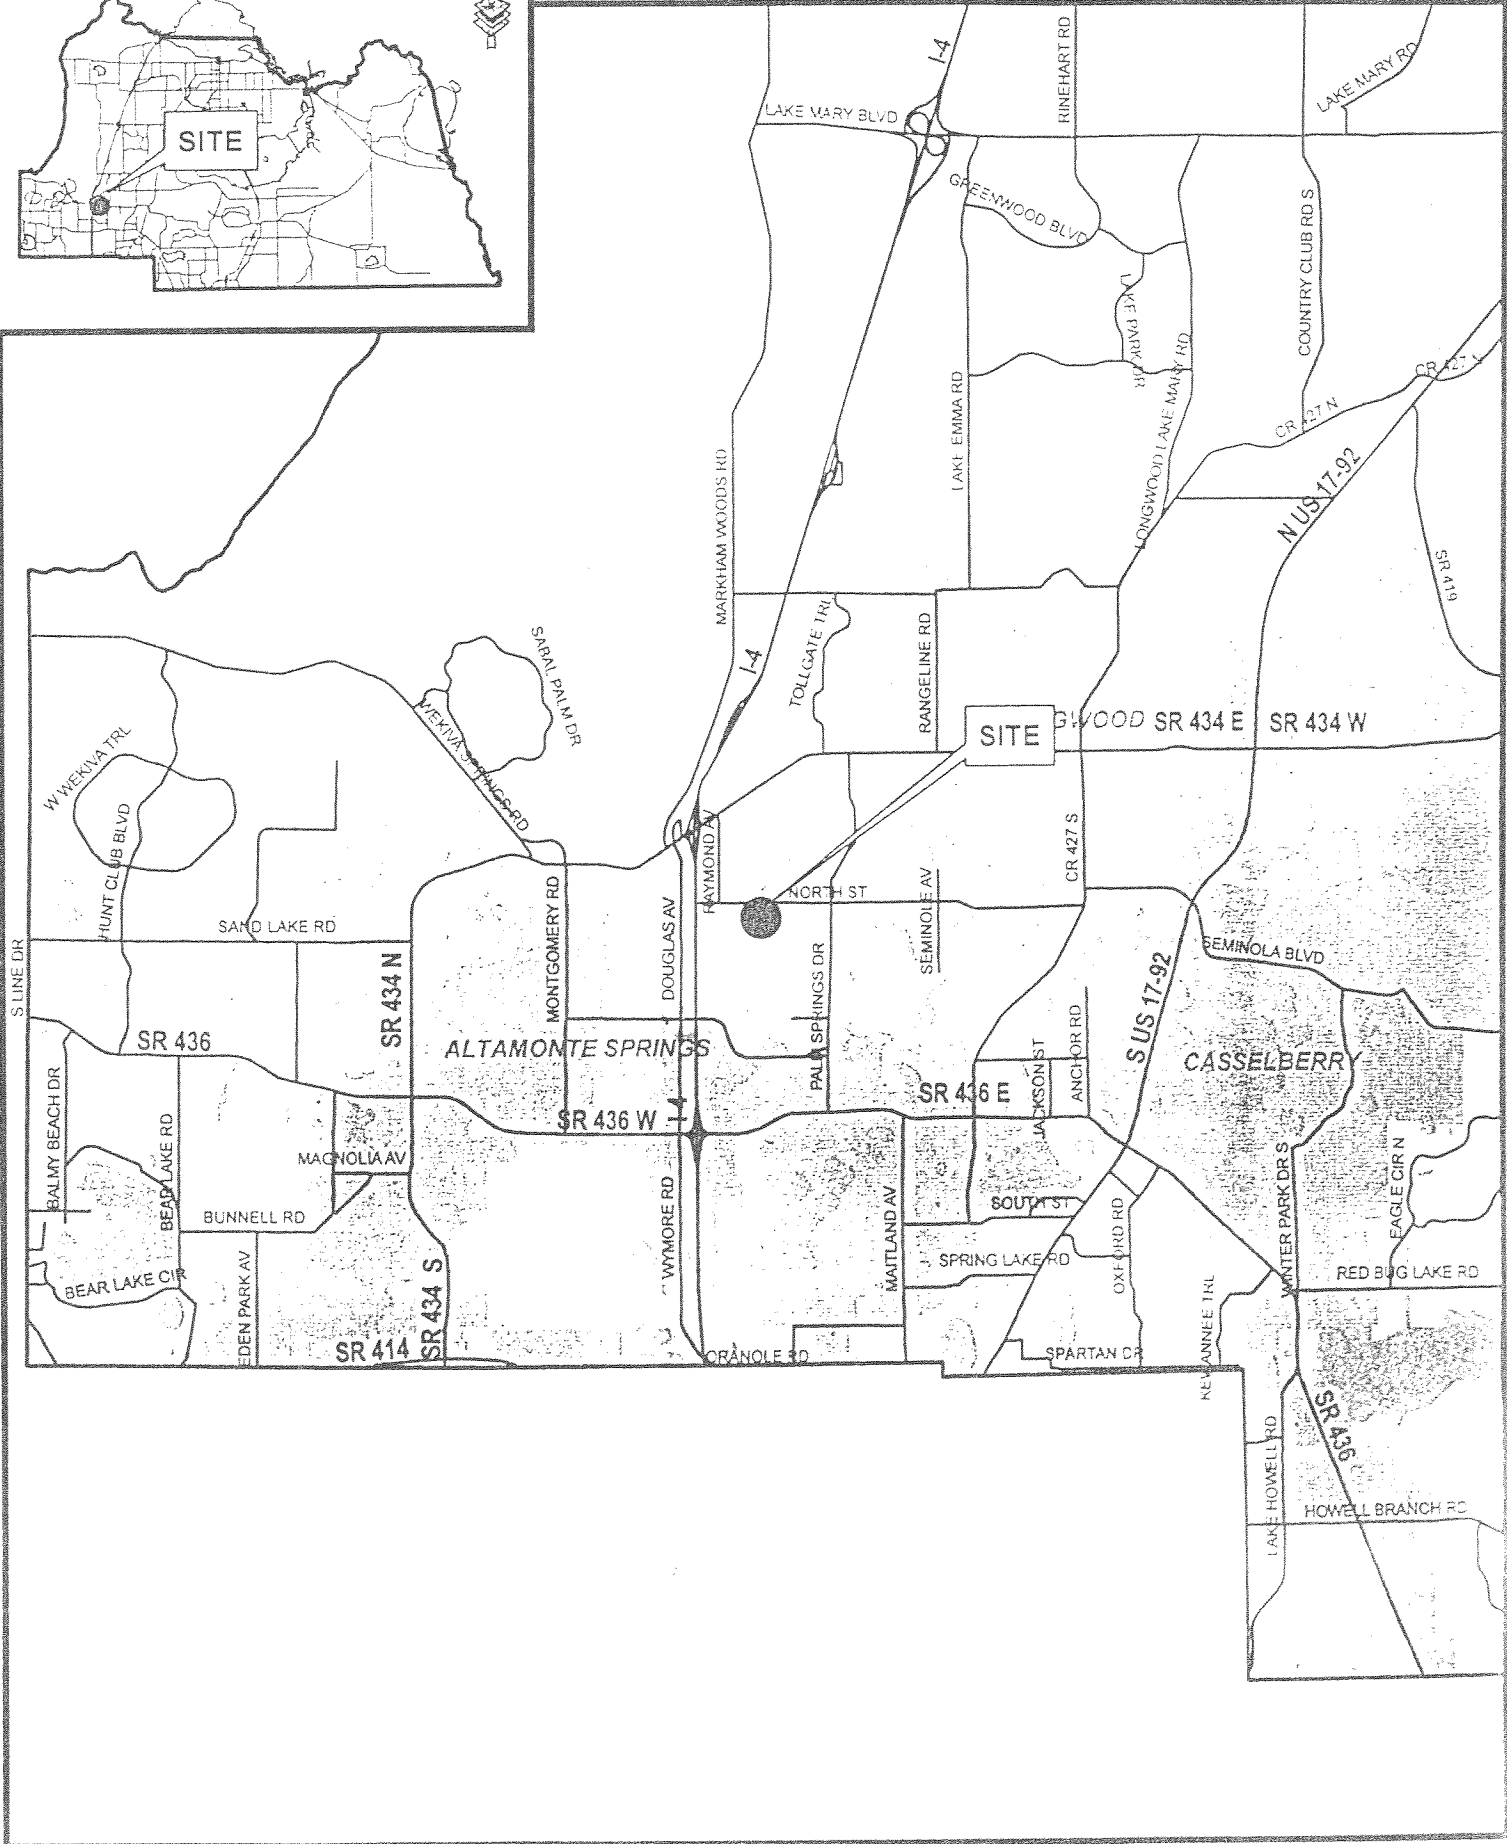 SITE
I-4
RINEHART RD
LAKE MARY RD
LAKE MARY BLVD
GREENWOOD BLVD
COUNTRY CLUB RD S
LAKE PARK DR
LONGWOOD LAKE MARY RD
CR 427 N
LAKE EMMA RD
CR 427 N
N US 17-92
MARKHAM WOODS RD
SR 419
TOLLGATE TRL
RANGELINE RD
SABAL PALM DR
I-4
WEKIVA SPRINGS RD
SITE
GWOOD
SR 434 E
SR 434 W
W WEKIVA TRL
HUNT CLUB BLVD
RAYMOND AV
CR 427 S
NORTH ST
MONTGOMERY RD
DOUGLAS AV
SEMINOLE AV
SAND LAKE RD
S LINE DR
SEMINOLA BLVD
SR 434 N
PALM SPRINGS DR
S US 17-92
SR 436
ALTAMONTE SPRINGS
JACKSON ST
ANCHOR RD
CASSELBERRY
BALMY BEACH DR
SR 436 E
SR 436 W
I-4
BEAR LAKE RD
MAGNOLIA AV
WINTER PARK DR S
EAGLE CIR N
BUNNELL RD
WYMORE RD
MAITLAND AV
SOUTH ST
OXFORD RD
SPRING LAKE RD
RED BUG LAKE RD
BEAR LAKE CIR
EDEN PARK AV
SR 434 S
SR 414
ORANOLE RD
SPARTAN DR
KEWANNEE TRL
SR 436
LAKE HOWELL RD
HOWELL BRANCH RD